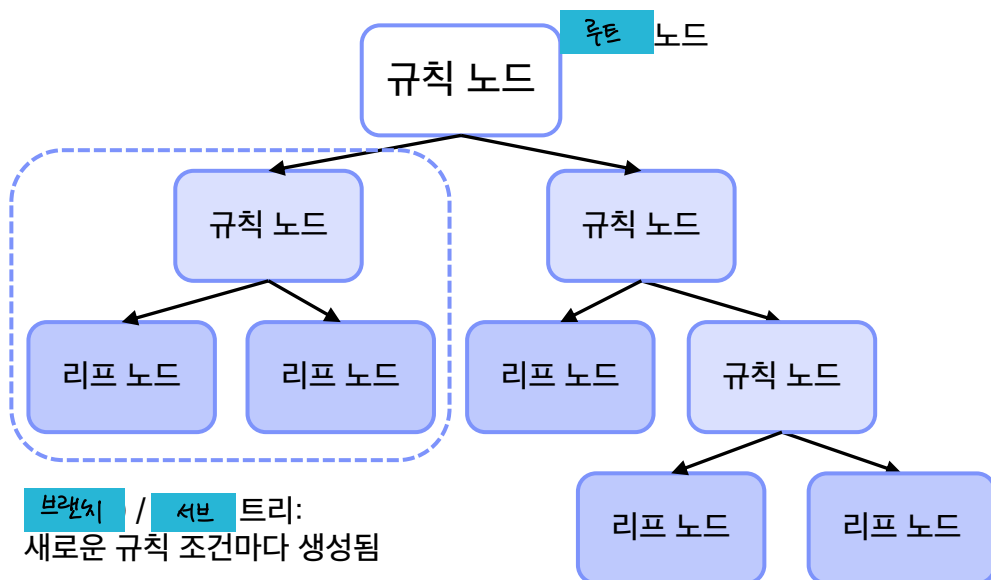 루트 노드
규칙 노드
규칙 노드
규칙 노드
리프 노드
리프 노드
리프 노드
규칙 노드
브랜치 / 서브 트리:
새로운 규칙 조건마다 생성됨
리프 노드
리프 노드